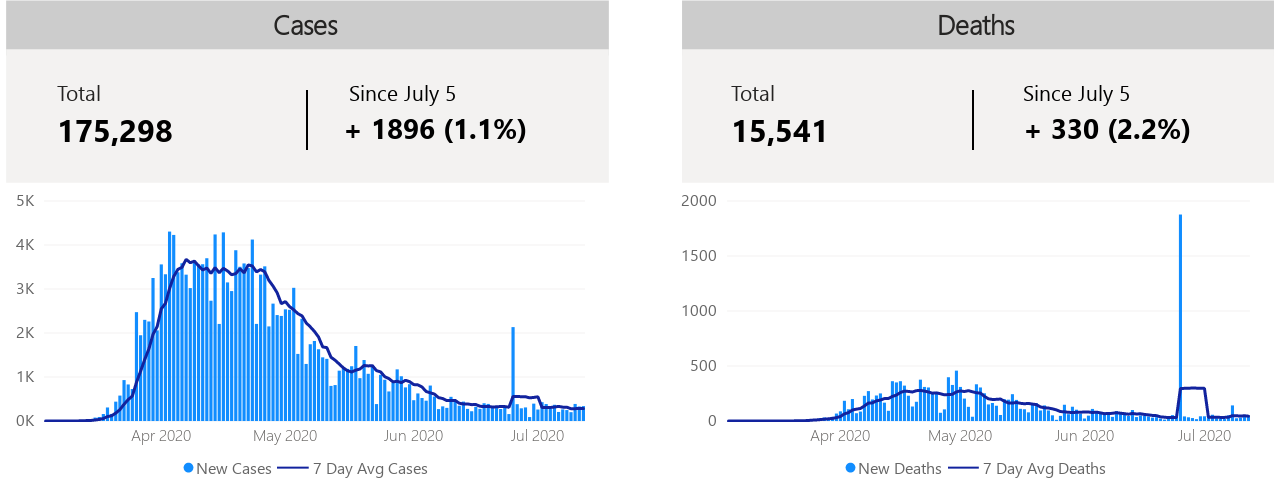 Cases
Total
Since July 5
175,298
+ 1896 (1.1%)
5K
4K
3K
2K
1K
0K
Apr 2020
May 2020
Jun 2020
Jul 2020
New Cases
7 Day Avg Cases
Deaths
Total
Since July 5
15,541
+ 330 (2.2%)
2000
1500
1000
500
0
Apr 2020
May 2020
Jun 2020
Jul 2020
New Deaths
7 Day Avg Deaths